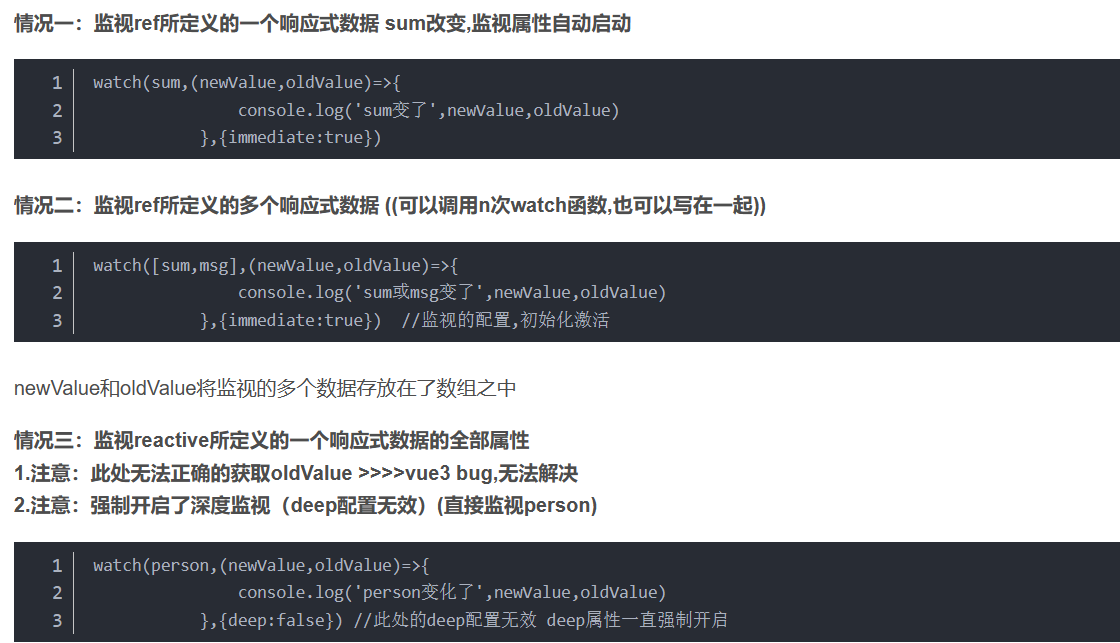 情况一：监视ref所定义的一个响应式数据 sum改变,监视属性自动启动
1 watch(sum,(newValue,oldValue)=>{
2 console.log('sum变了',newValue,oldValue)
3 },{immediate:true})
情况二：监视ref所定义的多个响应式数据 ((可以调用n次watch函数,也可以写在一起))
1 watch([sum,msg],(newValue,oldValue)=>{
2 console.log('sum或msg变了',newValue,oldValue)
3 },{immediate:true}) //监视的配置,初始化激活
newValue和oldValue将监视的多个数据存放在了数组之中
情况三：监视reactive所定义的一个响应式数据的全部属性
1.注意：此处无法正确的获取oldValue >>>>vue3 bug,无法解决
2.注意：强制开启了深度监视（deep配置无效）(直接监视person)
1 watch(person,(newValue,oldValue)=>{
2 console.log('person变化了',newValue,oldValue)
3 },{deep:false}) //此处的deep配置无效 deep属性一直强制开启